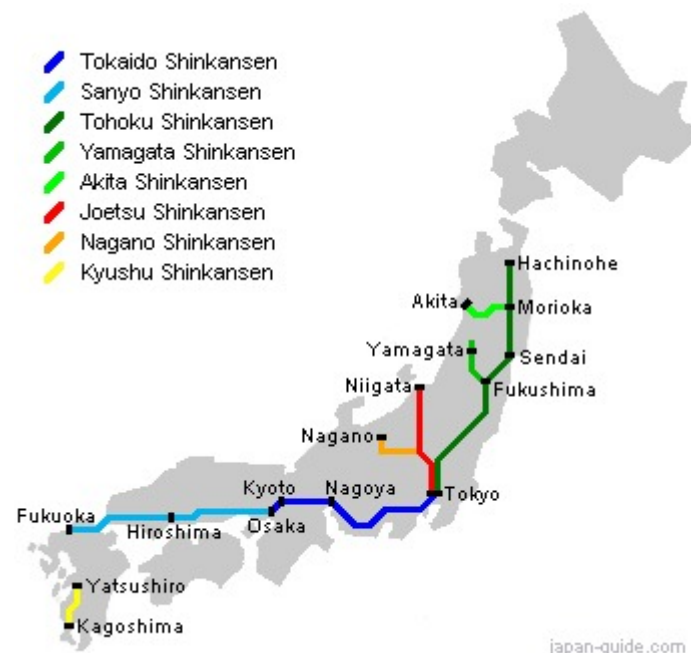 Tokaido Shinkansen
Sanyo Shinkansen
Tohoku Shinkansen
Yamagata Shinkansen
Akita Shinkansen
Joetsu Shinkansen
Nagano Shinkansen
Kyushu Shinkansen
Hachinohe
Akita
Morioka
Yamagata
Sendai
Niigata
Fukushima
Nagano
Kyoto
Nagoya
Tokyo
Fukuoka
Hiroshima
Osaka
Yatsushiro
Kagoshima
japan-guide.com